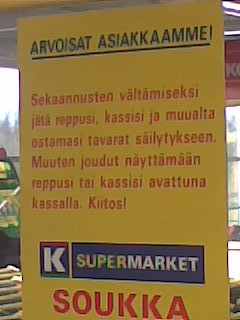 ARVOISAT ASIAKKAAMME!
Sekaannusten välttämiseksi
jätä reppusi, kassisi ja muualta
ostamasi tavarat säilytykseen.
Muuten joudut näyttämään
reppusi tai kassisi avattuna
kassalla. Kiitos!
K SUPERMARKET
SOUKKA